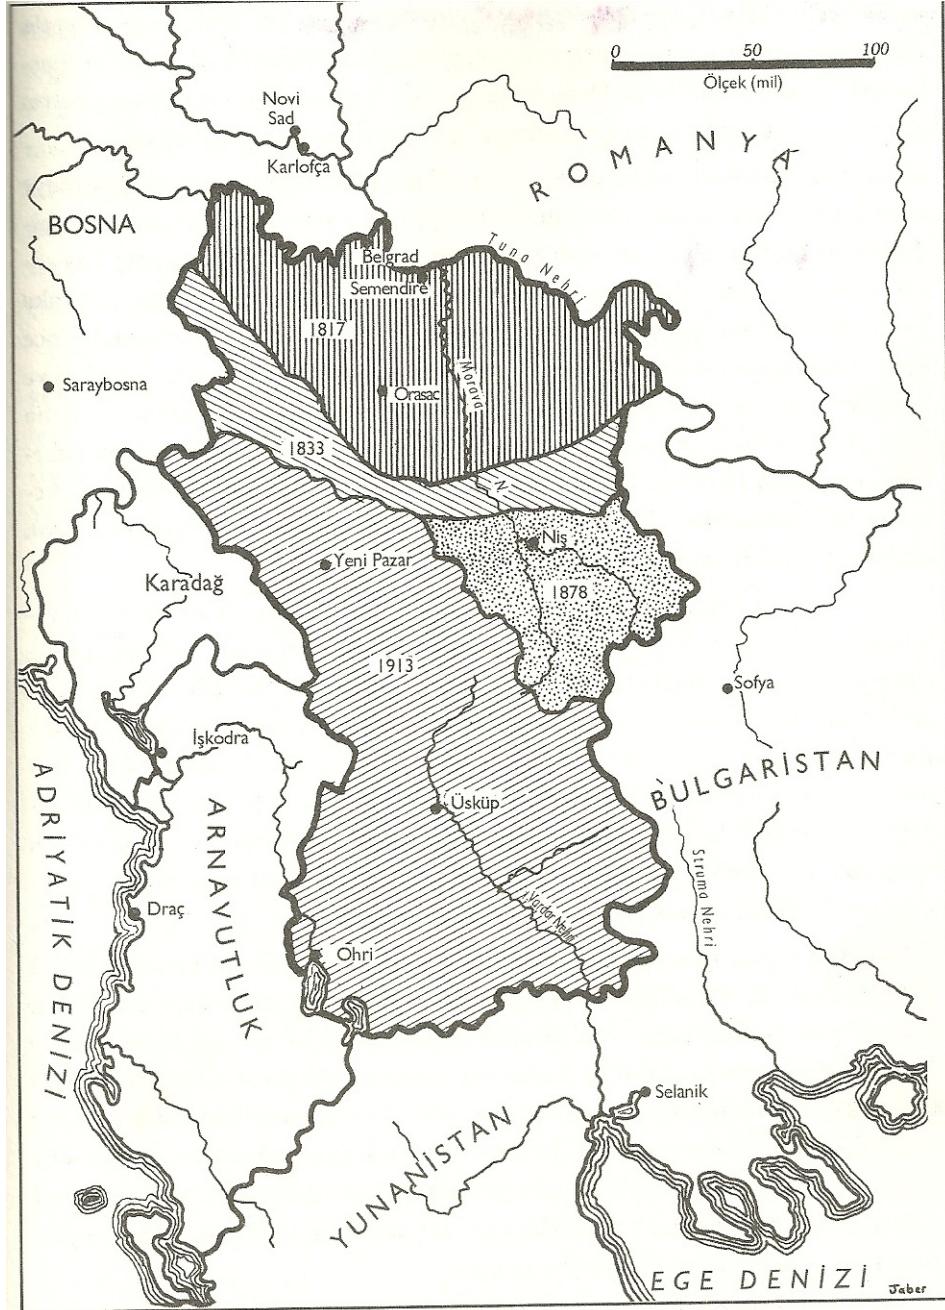 0 50 100
Ölçek (mil)
Novi
Sad
Karlofça
ROMANYA
BOSNA
Belgrad
Tuna Nehri
Semendire
1817
Morava
Saraybosna
Orasac
1833
N.
Niş
Yeni Pazar
Karadağ
1878
1913
Sofya
İşkodra
BULGARİSTAN
ADRİYATİK DENİZİ
ARNAVUTLUK
Üsküp
Struma Nehri
Vardar Nehri
Draç
Ohri
Selanik
YUNANİSTAN
EGE DENİZİ
Jaber